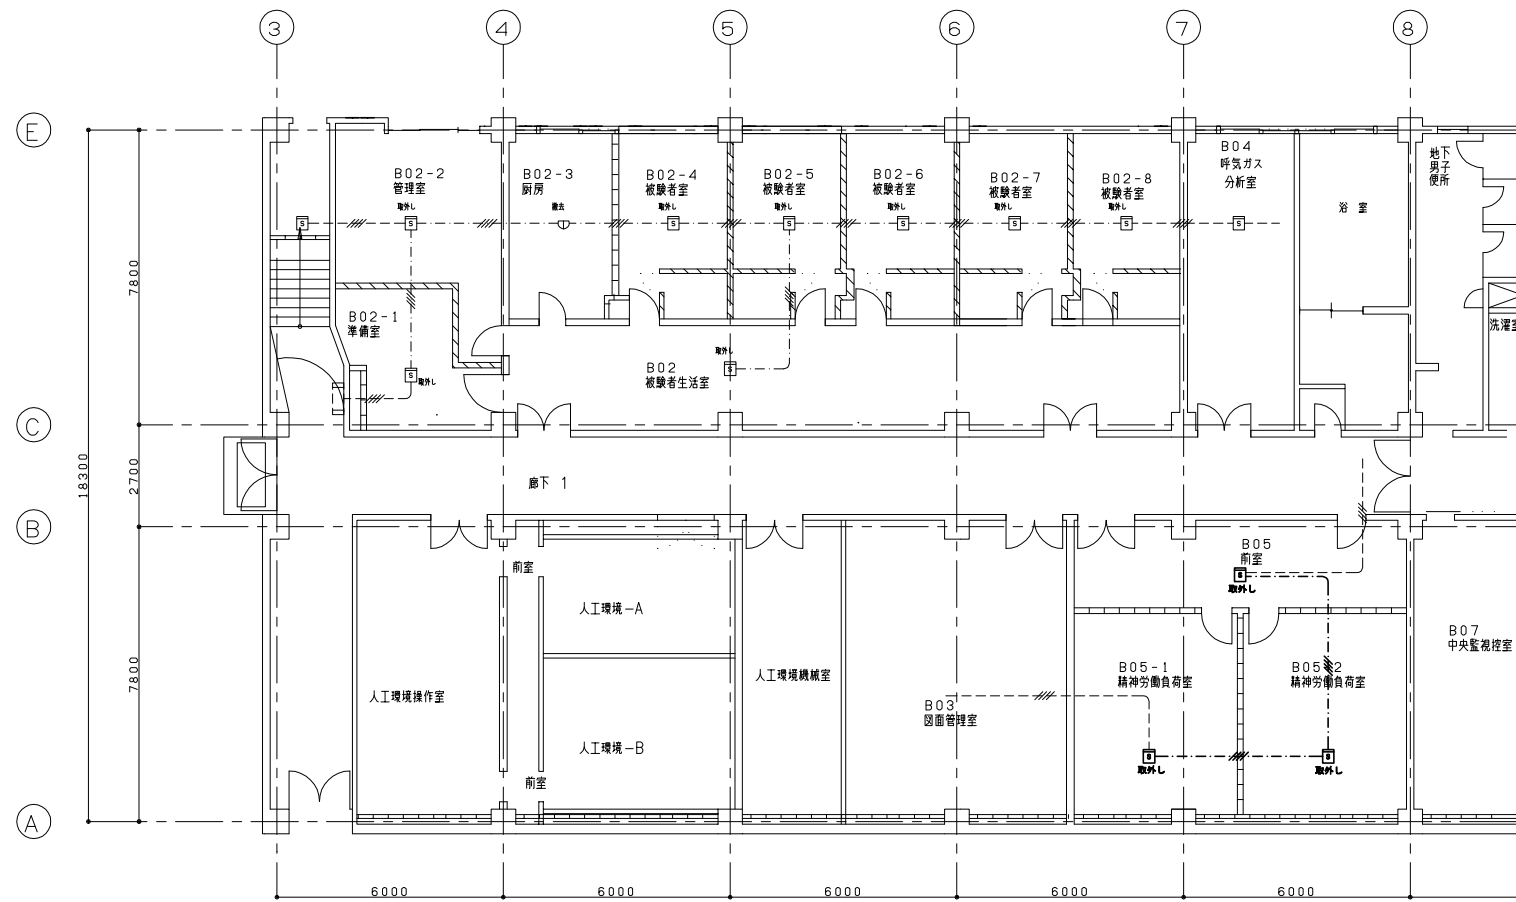 3
4
5
6
7
8
E
B02-2
管理室
取外し
S
S
B02-3
厨房
撤去
B02-4
被験者室
取外し
S
B02-5
被験者室
取外し
S
B02-6
被験者室
取外し
S
B02-7
被験者室
取外し
S
B02-8
被験者室
取外し
S
B04
呼気ガス
分析室
S
浴 室
地下
男子
便所
7800
B02-1
準備室
S
取外し
取外し
S
B02
被験者生活室
洗濯室
C
18300
2700
廊下 1
B
前室
人工環境-A
B05
前室
S
取外し
7800
人工環境操作室
人工環境機械室
B03
図面管理室
B05-1
精神労働負荷室
B05-2
精神労働負荷室
B07
中央監視控室
人工環境-B
前室
S
取外し
S
取外し
A
6000
6000
6000
6000
6000